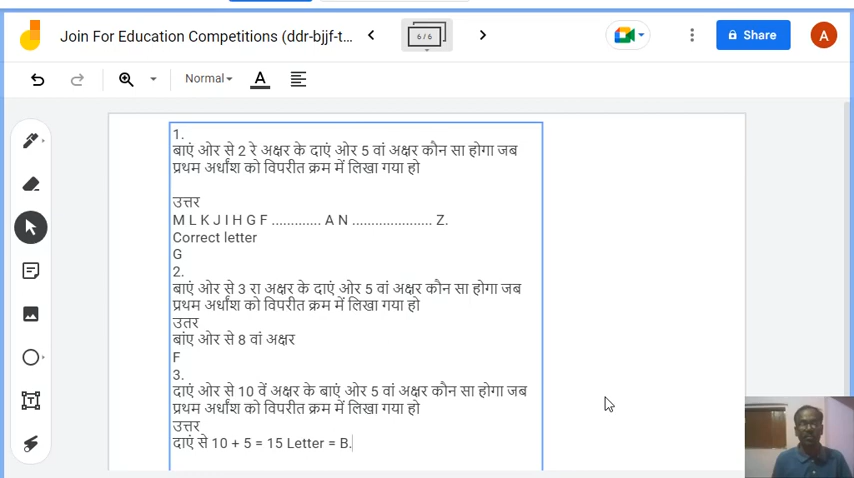 Join For Education Competitions (ddr-bjjf-t...
6 / 6
Share
A
Normal
A
1.
बाएं ओर से 2 रे अक्षर के दाएं ओर 5 वां अक्षर कौन सा होगा जब
प्रथम अर्धांश को विपरीत क्रम में लिखा गया हो
उत्तर
M L K J I H G F ............. A N ..................... Z.
Correct letter
G
2.
बाएं ओर से 3 रा अक्षर के दाएं ओर 5 वां अक्षर कौन सा होगा जब
प्रथम अर्धांश को विपरीत क्रम में लिखा गया हो
उतर
बांए ओर से 8 वां अक्षर
F
3.
दाएं ओर से 10 वें अक्षर के बाएं ओर 5 वां अक्षर कौन सा होगा जब
प्रथम अर्धांश को विपरीत क्रम में लिखा गया हो
उत्तर
दाएं से 10 + 5 = 15 Letter = B.